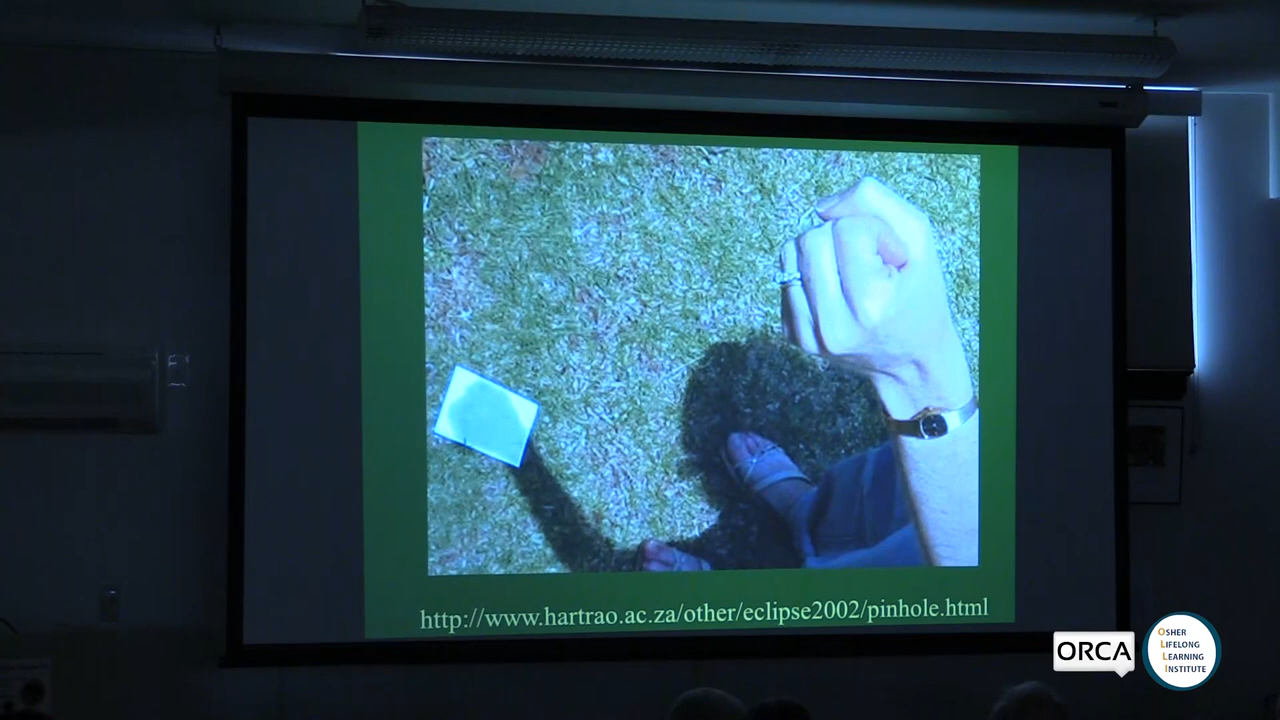 http://www.hartrao.ac.za/other/eclipse2002/pinhole.html
ORCA
OSHER
LIFELONG
LEARNING
INSTITUTE